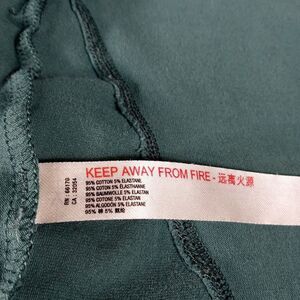 KEEP AWAY FROM FIRE - 远离火源
95% COTTON 5% ELASTANE
95% COTON 5% ÉLASTHANNE
95% BAUMWOLLE 5% ELASTAN
95% COTONE 5% ELASTAN
95% ALGODÓN 5% ELASTANO
95% 棉 5% 氨纶
RN : 66170
CA : 32054